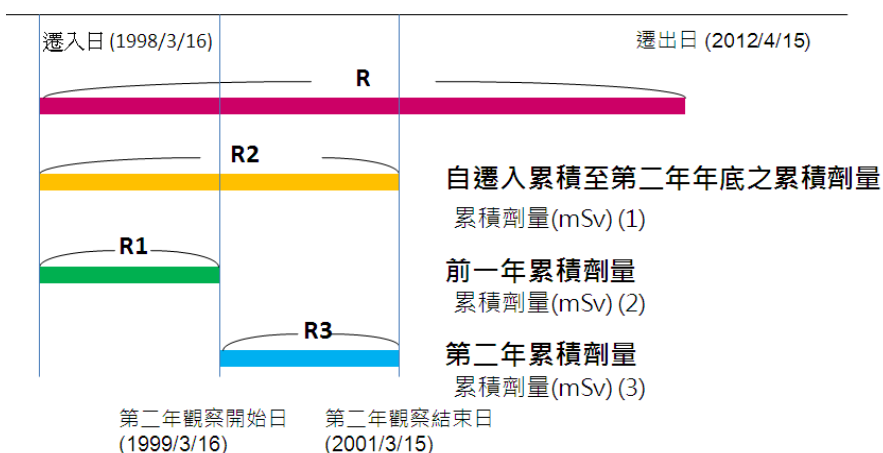 遷入日 (1998/3/16)
遷出日 (2012/4/15)
R
R2
自遷入累積至第二年年底之累積劑量
累積劑量(mSv) (1)
R1
前一年累積劑量
累積劑量(mSv) (2)
R3
第二年累積劑量
累積劑量(mSv) (3)
第二年觀察開始日
(1999/3/16)
第二年觀察結束日
(2001/3/15)